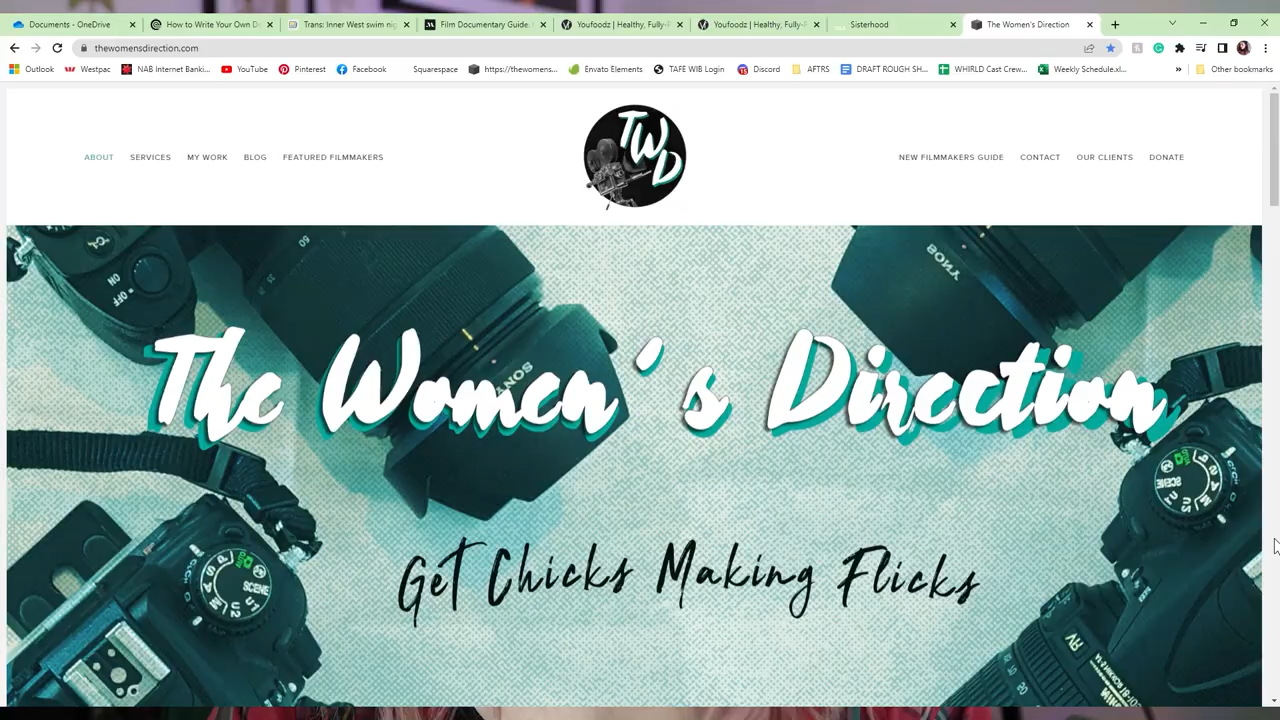 Documents - OneDrive
How to Write Your Own D
Trans: Inner West swim nig
Film Documentary Guide.
Youfoodz | Healthy, Fully-
Youfoodz | Healthy, Fully-
Sisterhood
The Women's Direction
thewomensdirection.com
Outlook Westpac NAB Internet Banki... YouTube Pinterest Facebook Squarespace https://thewomens... Envato Elements TAFE WIB Login Discord AFTRS DRAFT ROUGH SH... WHIRLD Cast Crew... Weekly Schedule.xl... » Other bookmarks
ABOUT SERVICES MY WORK BLOG FEATURED FILMMAKERS
TWD
NEW FILMMAKERS GUIDE CONTACT OUR CLIENTS DONATE
The Women's Direction
Get Chicks Making Flicks
SONY
SONY
ON
OFF
SCENE
SCENE